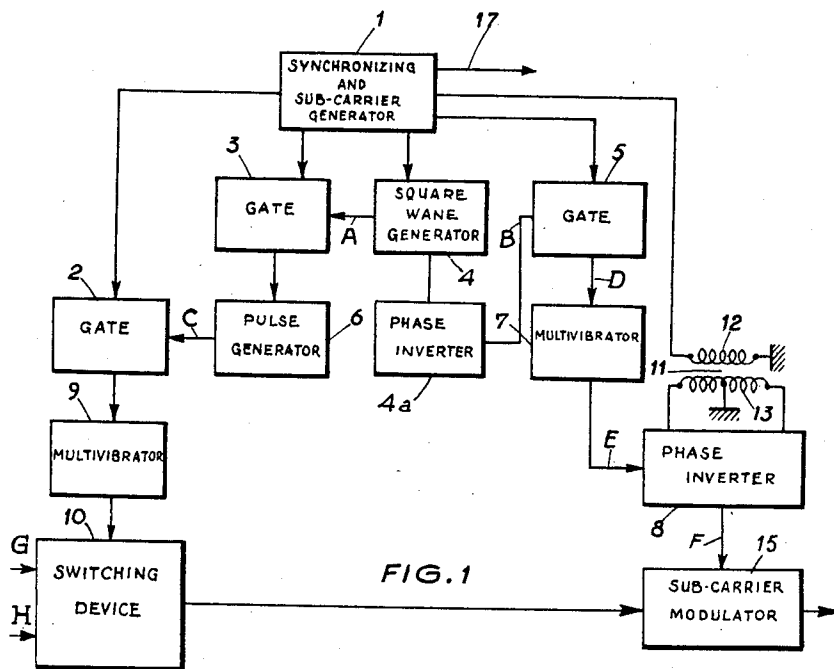 1
17
SYNCHRONIZING
AND
SUB-CARRIER
GENERATOR
3
5
GATE
A
SQUARE
WANE
GENERATOR
4
B
GATE
D
2
GATE
C
PULSE
GENERATOR
6
PHASE
INVERTER
4a
7
MULTIVIBRATOR
12
11
13
9
MULTIVIBRATOR
E
PHASE
INVERTER
8
10
G
H
SWITCHING
DEVICE
FIG.1
F
15
SUB-CARRIER
MODULATOR